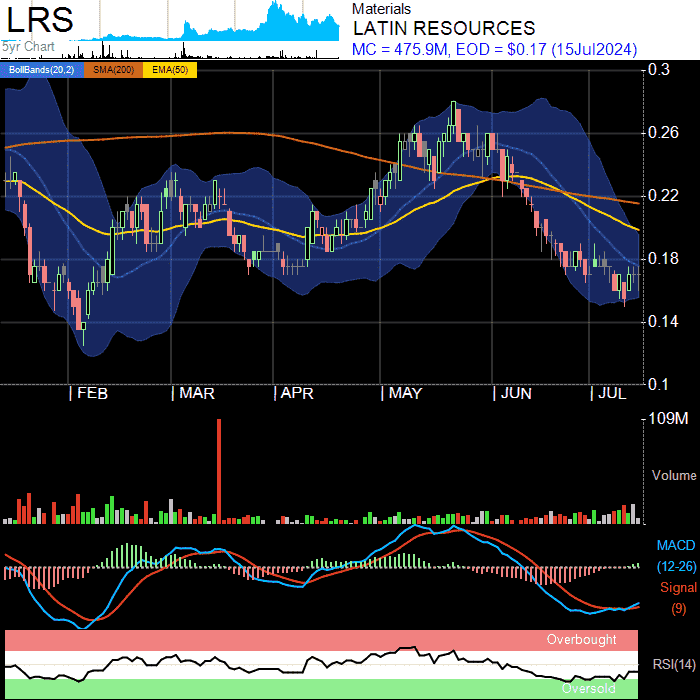 LRS
5yr Chart
Materials
LATIN RESOURCES
MC = 475.9M, EOD = $0.17 (15Jul2024)
BollBands(20,2) SMA(200) EMA(50)
0.3
0.26
0.22
0.18
0.14
0.1
| FEB | MAR | APR | MAY | JUN | JUL
109M
Volume
MACD
(12-26)
Signal
(9)
Overbought
RSI(14)
Oversold